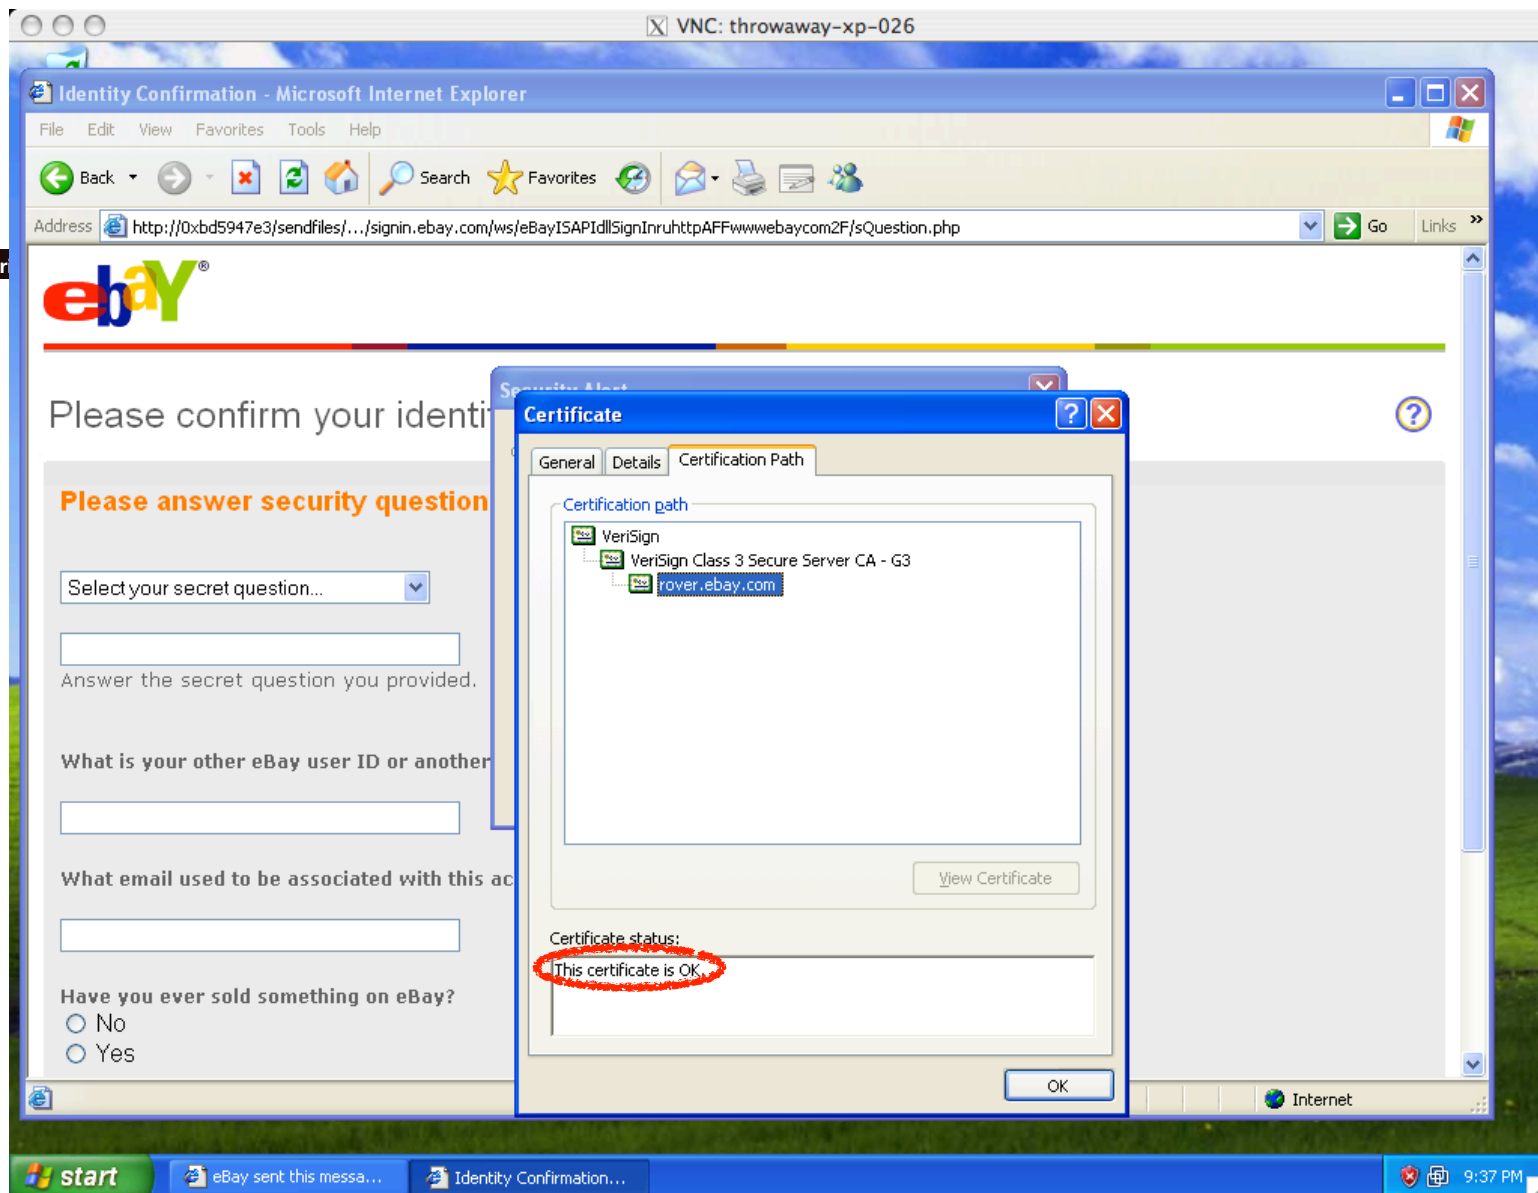 VNC: throwaway-xp-026
Identity Confirmation - Microsoft Internet Explorer
File Edit View Favorites Tools Help
Back Search Favorites
Address http://0xbd5947e3/sendfiles/.../signin.ebay.com/ws/eBayISAPIdllSignInruhttpAFFwwwebaycom2F/sQuestion.php Go Links »
ebaY®
Security Alert
Please confirm your identi
Certificate
General Details Certification Path
Please answer security question
Certification path
VeriSign
VeriSign Class 3 Secure Server CA - G3
rover.ebay.com
Select your secret question...
Answer the secret question you provided.
What is your other eBay user ID or another
What email used to be associated with this ac
View Certificate
Certificate status:
This certificate is OK.
Have you ever sold something on eBay?
No
Yes
OK
Internet
start eBay sent this messa... Identity Confirmation... 9:37 PM